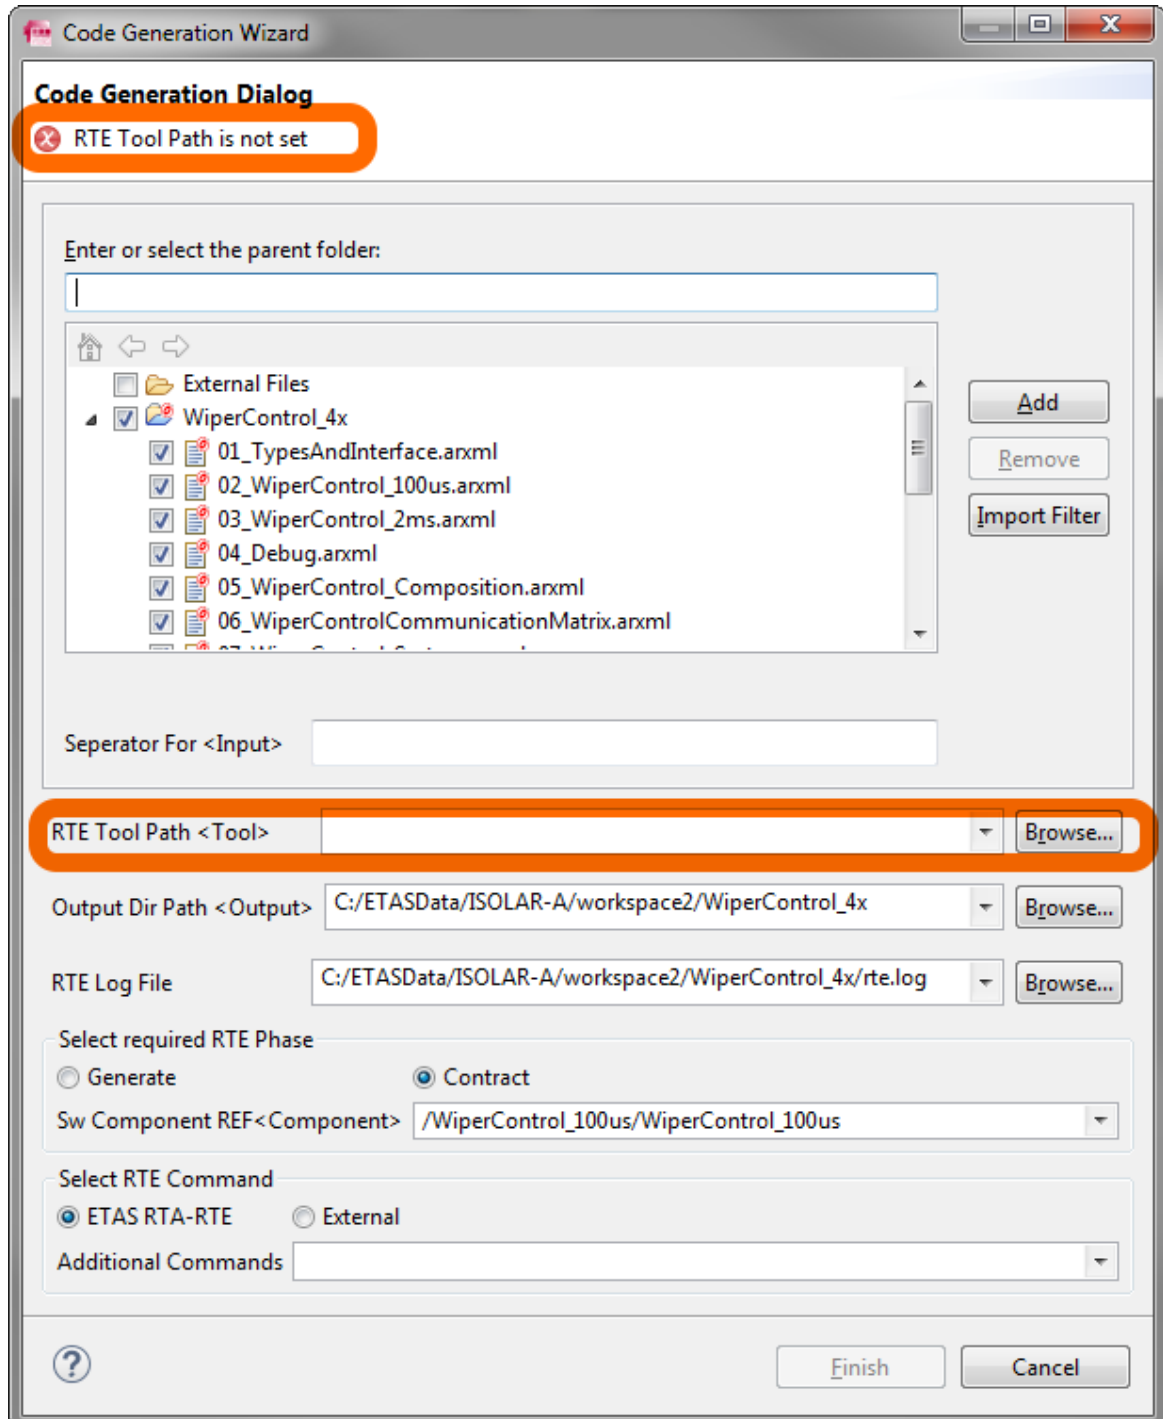 Code Generation Wizard
Code Generation Dialog
RTE Tool Path is not set
Enter or select the parent folder:
External Files
WiperControl_4x
01_TypesAndInterface.arxml
02_WiperControl_100us.arxml
03_WiperControl_2ms.arxml
04_Debug.arxml
05_WiperControl_Composition.arxml
06_WiperControlCommunicationMatrix.arxml
Add
Remove
Import Filter
Seperator For <Input>
RTE Tool Path <Tool> Browse...
Output Dir Path <Output> C:/ETASData/ISOLAR-A/workspace2/WiperControl_4x Browse...
RTE Log File C:/ETASData/ISOLAR-A/workspace2/WiperControl_4x/rte.log Browse...
Select required RTE Phase
Generate Contract
Sw Component REF<Component> /WiperControl_100us/WiperControl_100us
Select RTE Command
ETAS RTA-RTE External
Additional Commands
? Finish Cancel